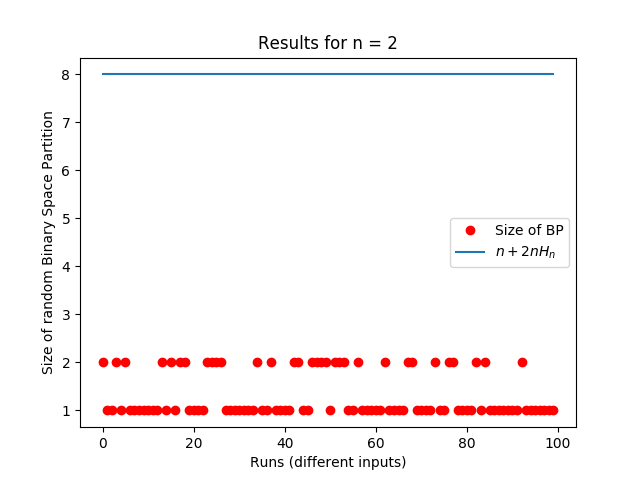 Results for n = 2
Size of random Binary Space Partition
8
7
6
5
4
3
2
1
Size of BP
n + 2nHₙ
0 20 40 60 80 100
Runs (different inputs)